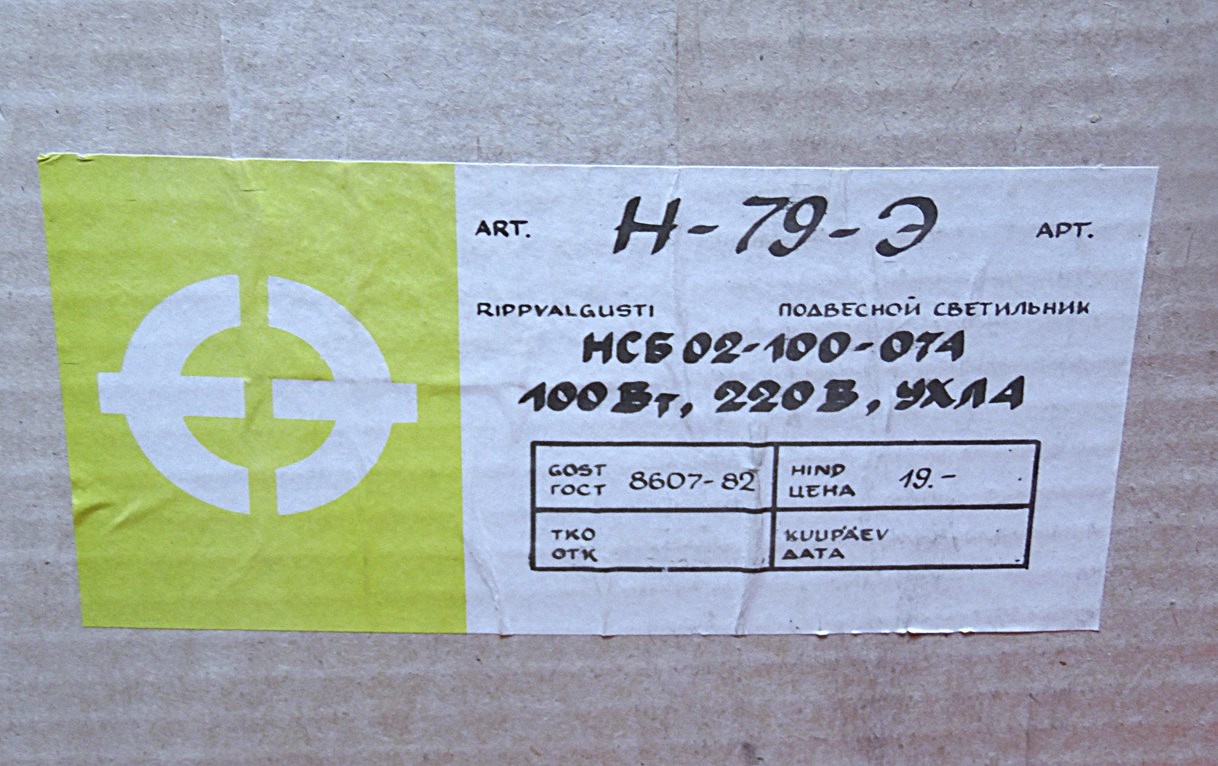 ART. Н-79-Э АРТ.
RIPPVALGUSTI ПОДВЕСНОЙ СВЕТИЛЬНИК
НСБ 02-100-074
100 Вт, 220 В, УХЛ4
GOST
ГОСТ 8607-82
HIND
ЦЕНА 19.-
TKO
ОТК
KUUPÄEV
ДАТА